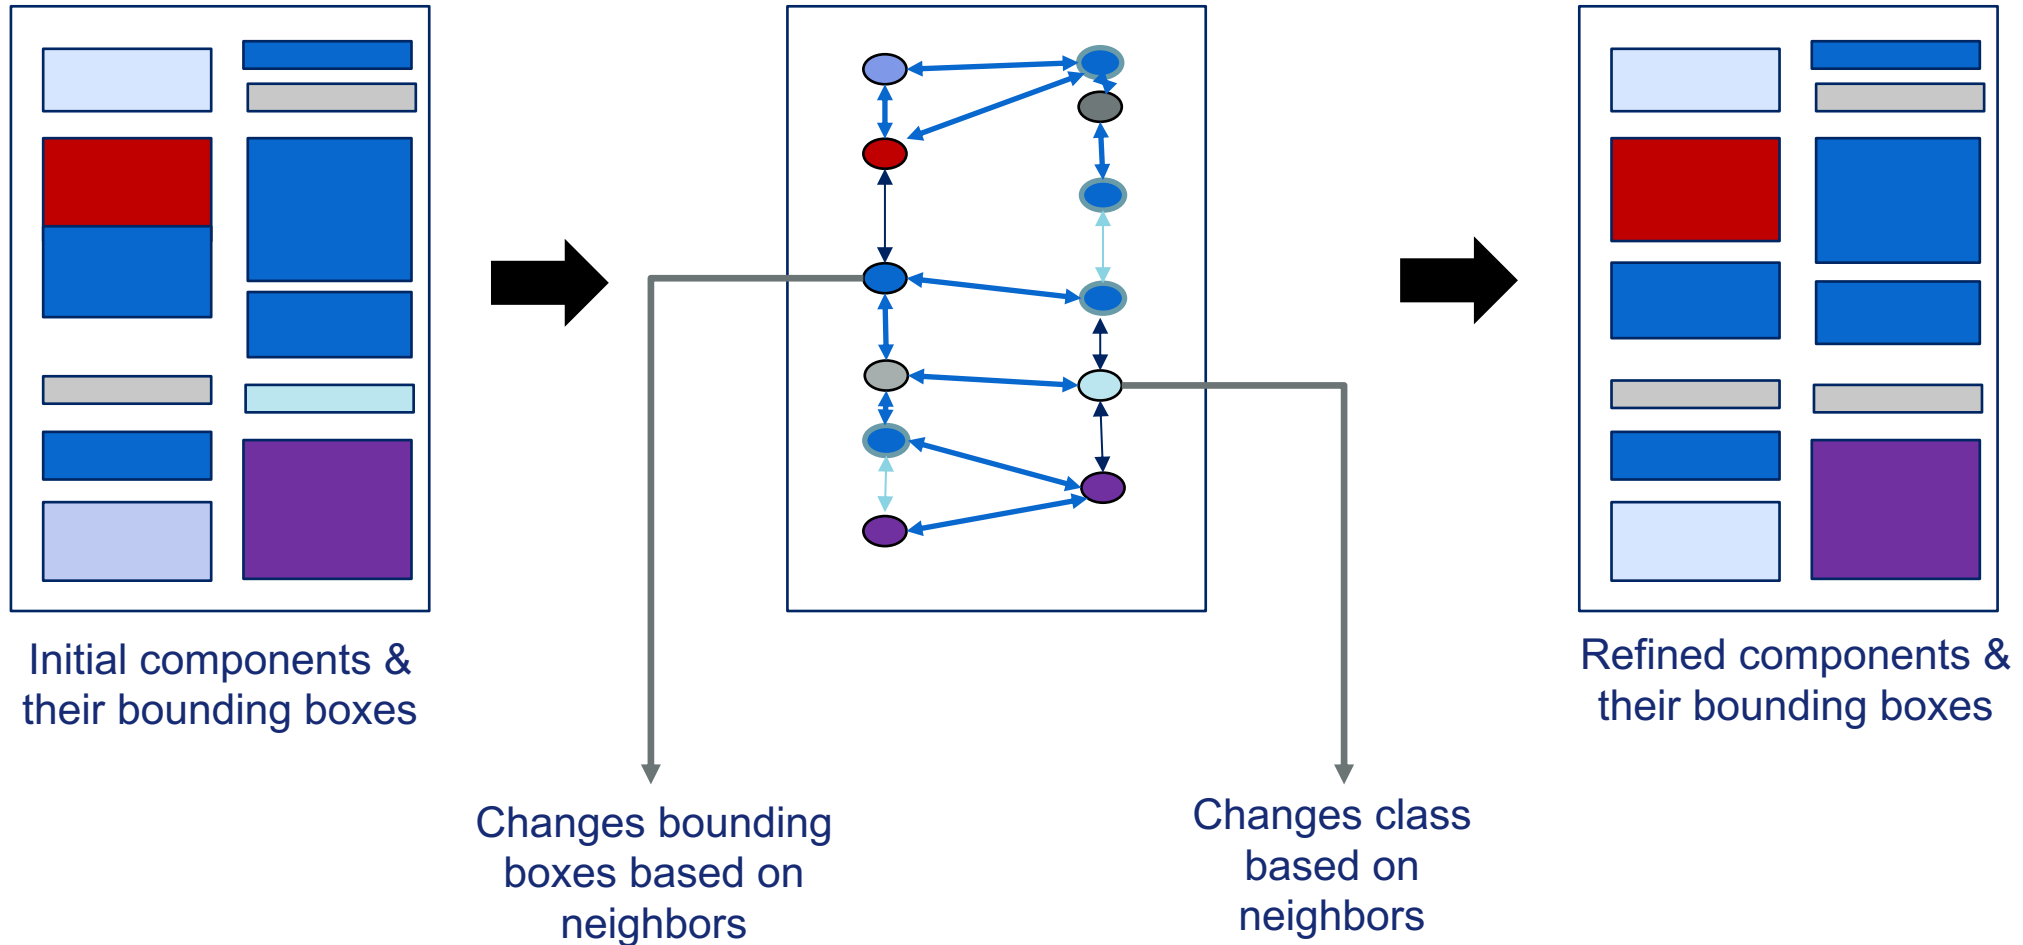 Initial components &
their bounding boxes
Changes bounding
boxes based on
neighbors
Changes class
based on
neighbors
Refined components &
their bounding boxes